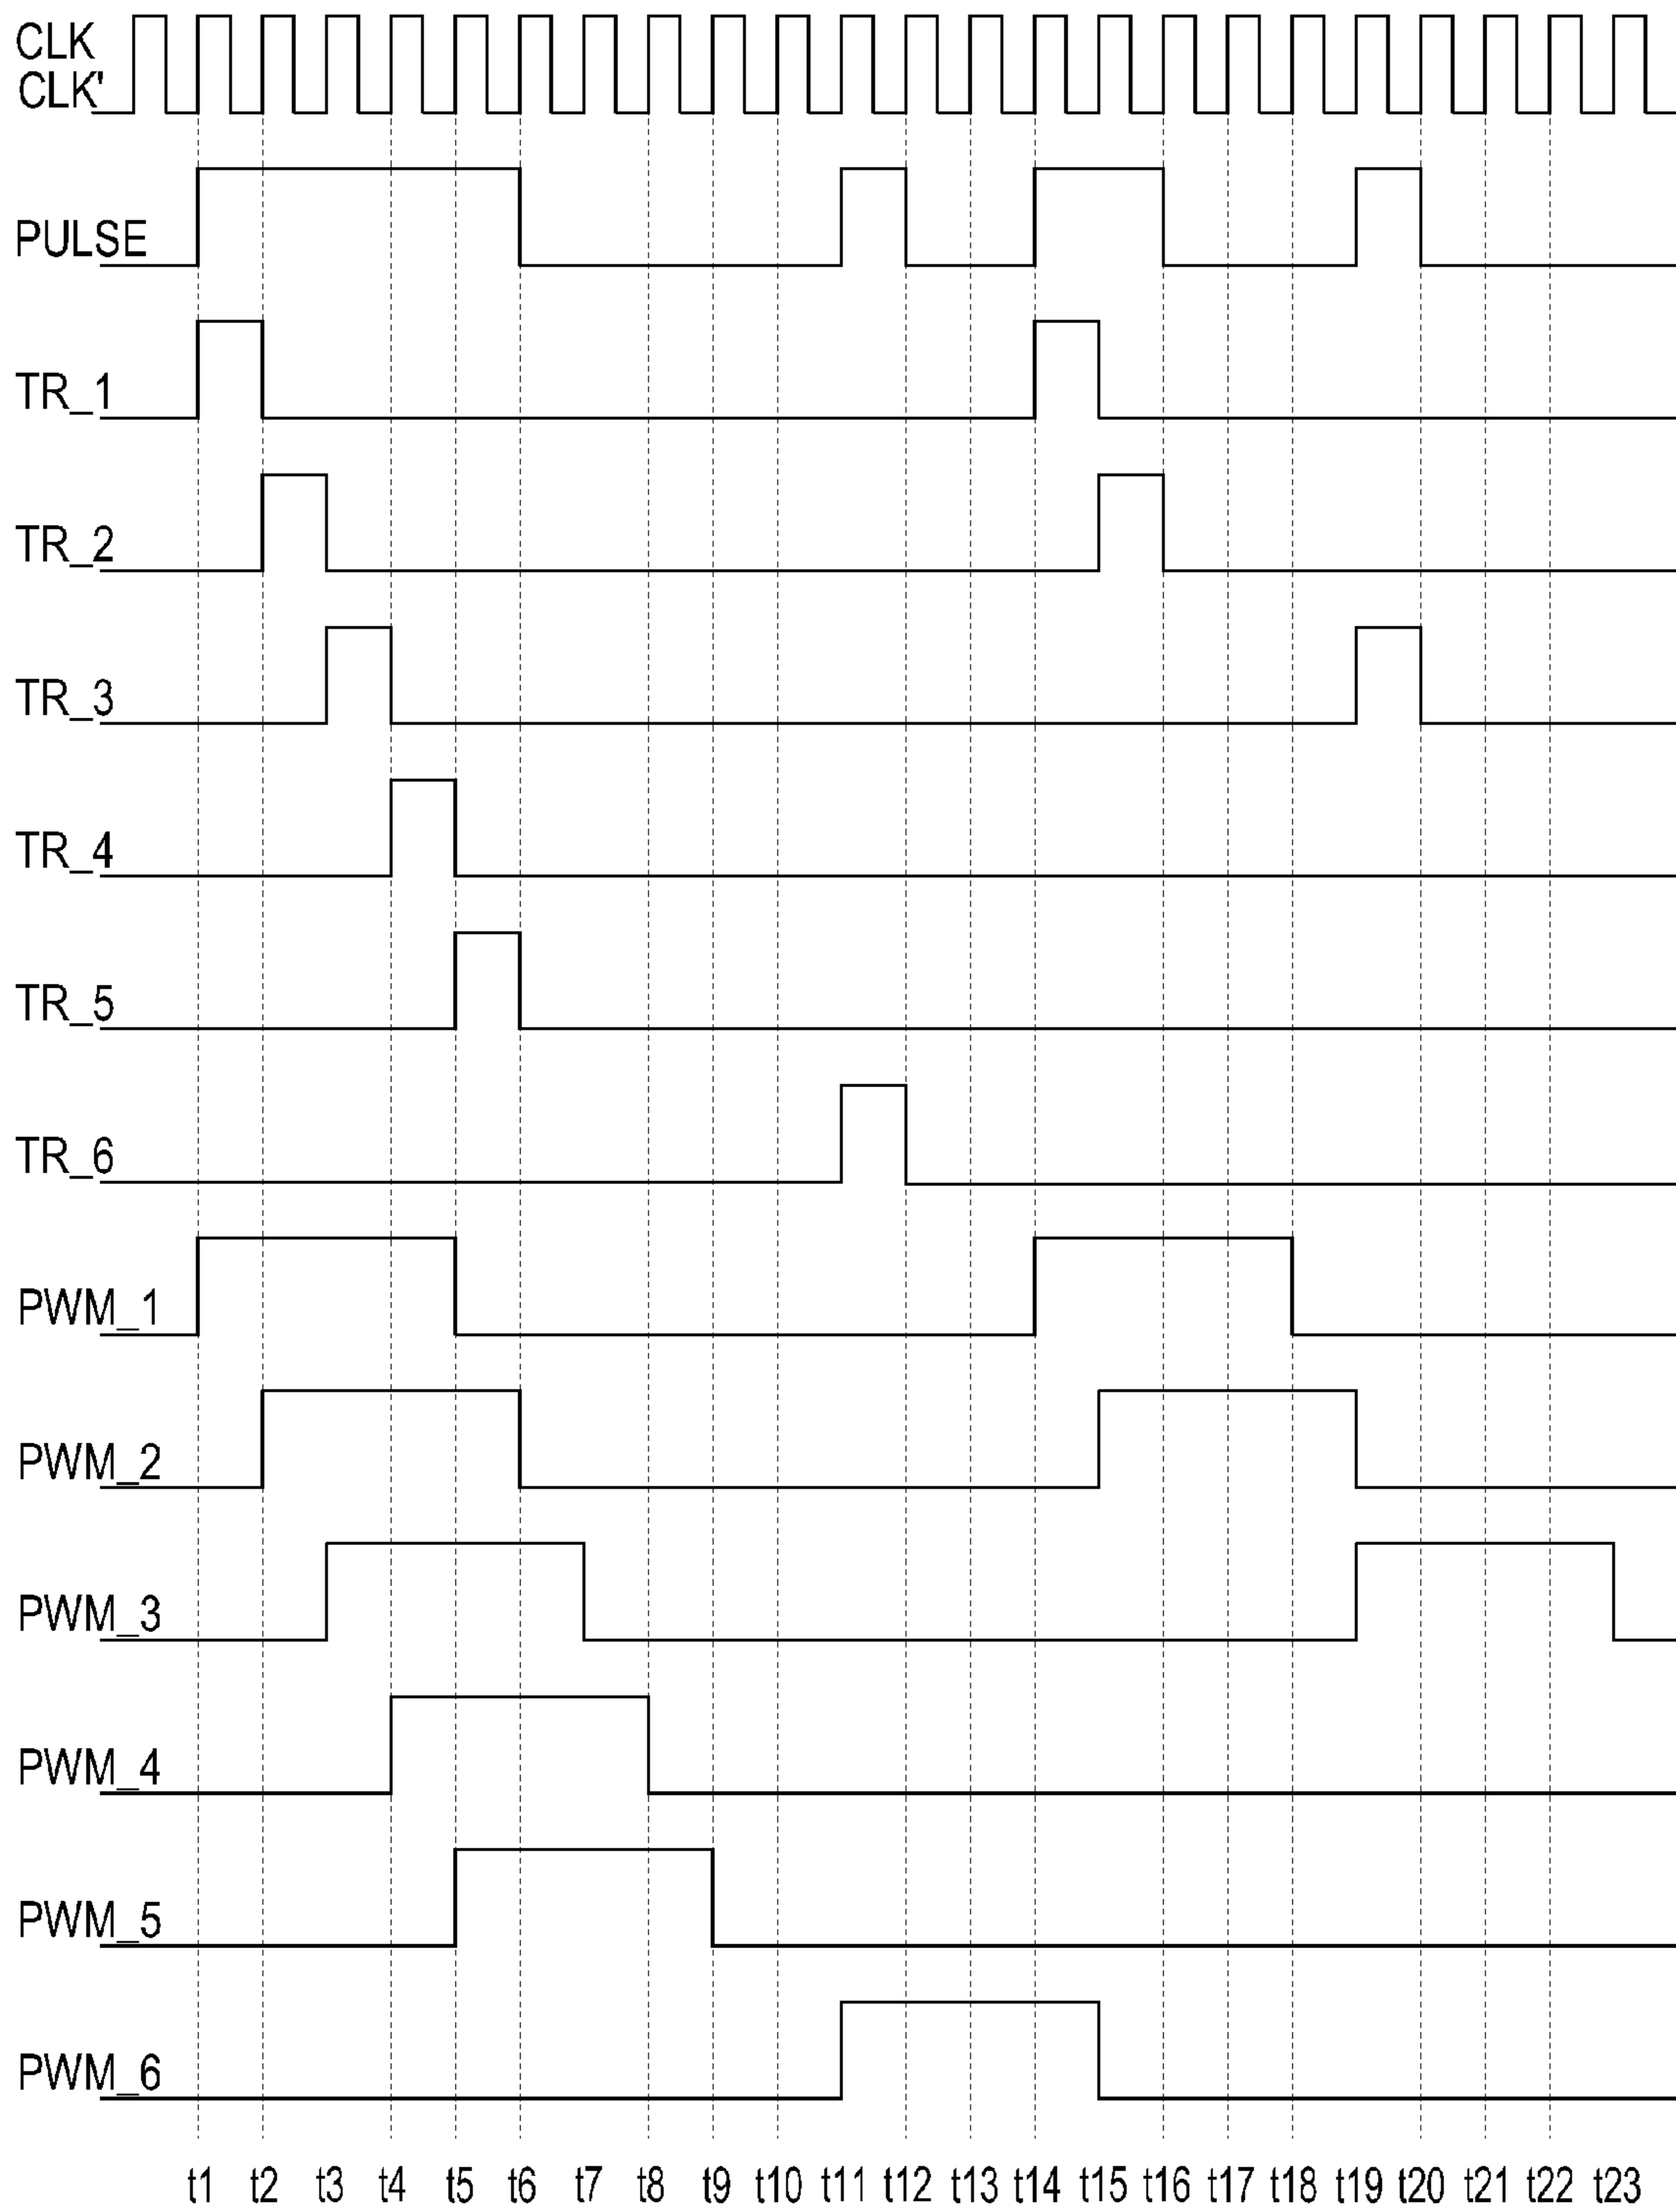 CLK
CLK'
PULSE
TR_1
TR_2
TR_3
TR_4
TR_5
TR_6
PWM_1
PWM_2
PWM_3
PWM_4
PWM_5
PWM_6
t1 t2 t3 t4 t5 t6 t7 t8 t9 t10 t11 t12 t13 t14 t15 t16 t17 t18 t19 t20 t21 t22 t23